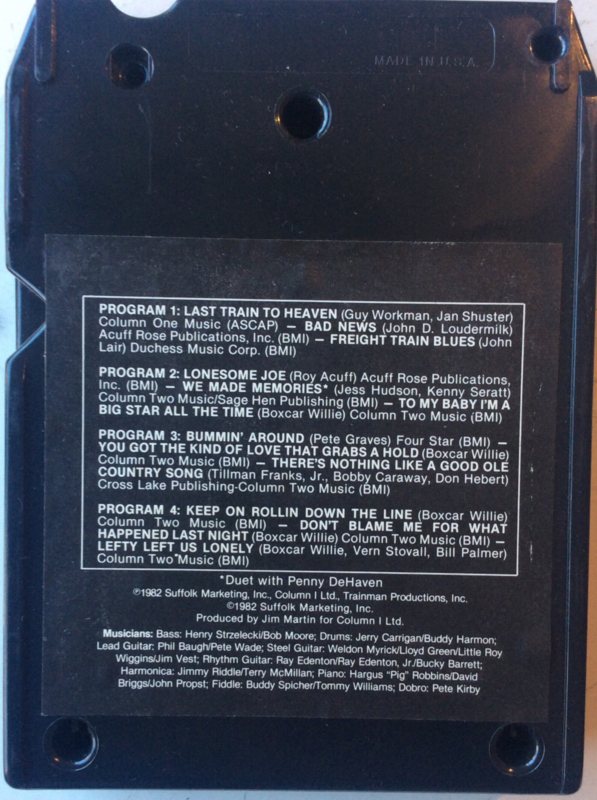 MADE IN U.S.A.
PROGRAM 1: LAST TRAIN TO HEAVEN (Guy Workman, Jan Shuster)
Column One Music (ASCAP) — BAD NEWS (John D. Loudermilk)
Acuff Rose Publications, Inc. (BMI) — FREIGHT TRAIN BLUES (John
Lair) Duchess Music Corp. (BMI)
PROGRAM 2: LONESOME JOE (Roy Acuff) Acuff Rose Publications,
Inc. (BMI) — WE MADE MEMORIES* (Jess Hudson, Kenny Seratt)
Column Two Music/Sage Hen Publishing (BMI) — TO MY BABY I'M A
BIG STAR ALL THE TIME (Boxcar Willie) Column Two Music (BMI)
PROGRAM 3: BUMMIN' AROUND (Pete Graves) Four Star (BMI) —
YOU GOT THE KIND OF LOVE THAT GRABS A HOLD (Boxcar Willie)
Column Two Music (BMI) — THERE'S NOTHING LIKE A GOOD OLE
COUNTRY SONG (Tillman Franks, Jr., Bobby Caraway, Don Hebert)
Cross Lake Publishing-Column Two Music (BMI)
PROGRAM 4: KEEP ON ROLLIN DOWN THE LINE (Boxcar Willie)
Column Two Music (BMI) — DON'T BLAME ME FOR WHAT
HAPPENED LAST NIGHT (Boxcar Willie) Column Two Music (BMI) —
LEFTY LEFT US LONELY (Boxcar Willie, Vern Stovall, Bill Palmer)
Column Two Music (BMI)
*Duet with Penny DeHaven
℗1982 Suffolk Marketing, Inc., Column I Ltd., Trainman Productions, Inc.
©1982 Suffolk Marketing, Inc.
Produced by Jim Martin for Column I Ltd.
Musicians: Bass: Henry Strzelecki/Bob Moore; Drums: Jerry Carrigan/Buddy Harmon;
Lead Guitar: Phil Baugh/Pete Wade; Steel Guitar: Weldon Myrick/Lloyd Green/Little Roy
Wiggins/Jim Vest; Rhythm Guitar: Ray Edenton/Ray Edenton, Jr./Bucky Barrett;
Harmonica: Jimmy Riddle/Terry McMillan; Piano: Hargus "Pig" Robbins/David
Briggs/John Propst; Fiddle: Buddy Spicher/Tommy Williams; Dobro: Pete Kirby